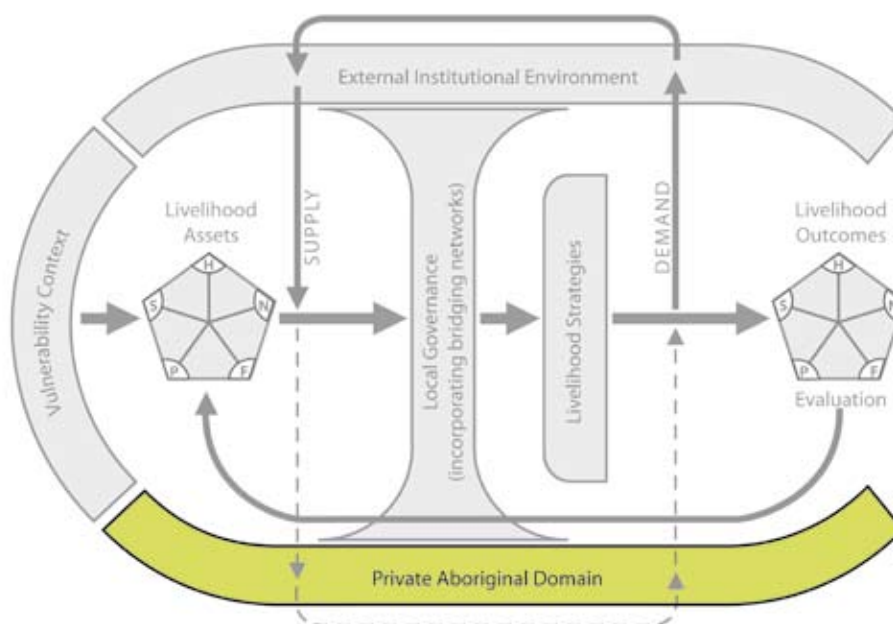 External Institutional Environment
Livelihood
Assets
H
S
N
P
F
SUPPLY
Vulnerability Context
Local Governance
(incorporating bridging networks)
Livelihood Strategies
DEMAND
Livelihood
Outcomes
H
S
N
P
F
Evaluation
Private Aboriginal Domain